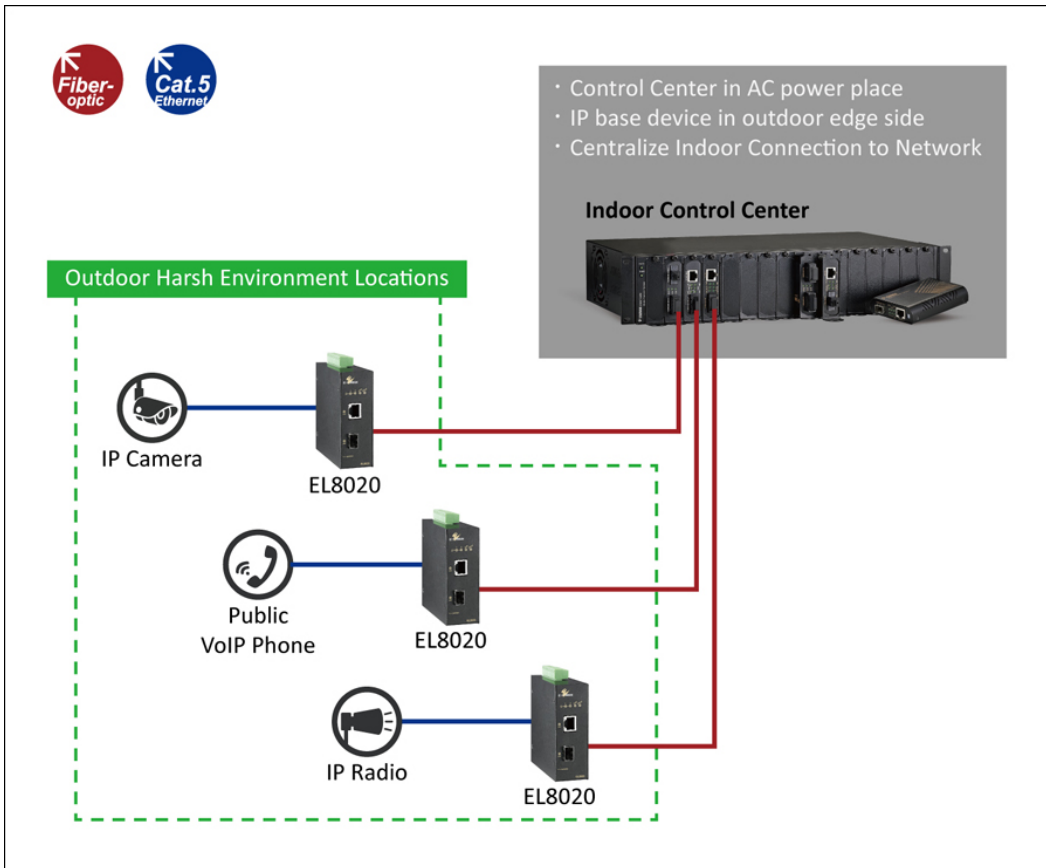 Fiber-
optic
Cat.5
Ethernet
· Control Center in AC power place
· IP base device in outdoor edge side
· Centralize Indoor Connection to Network
Indoor Control Center
Outdoor Harsh Environment Locations
IP Camera
EL8020
Public
VoIP Phone
EL8020
IP Radio
EL8020